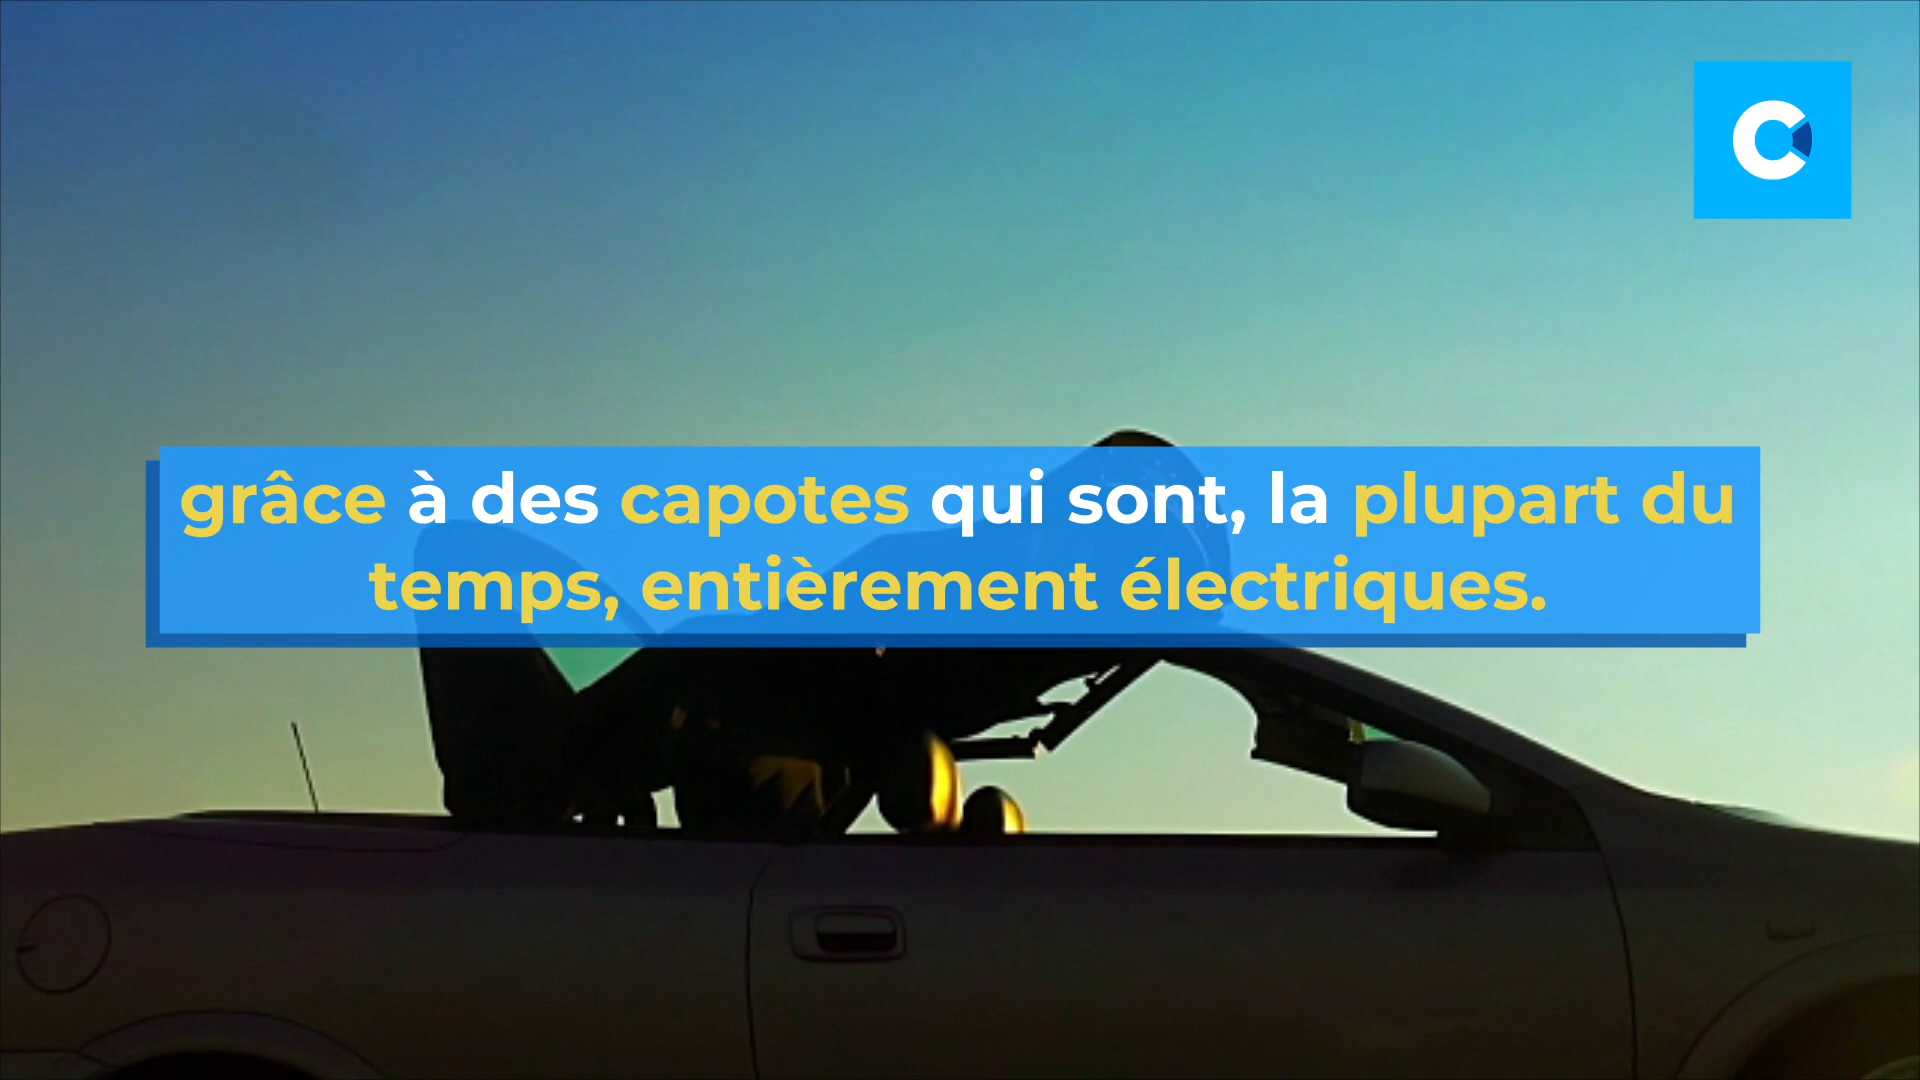 C
grâce à des capotes qui sont, la plupart du
temps, entièrement électriques.